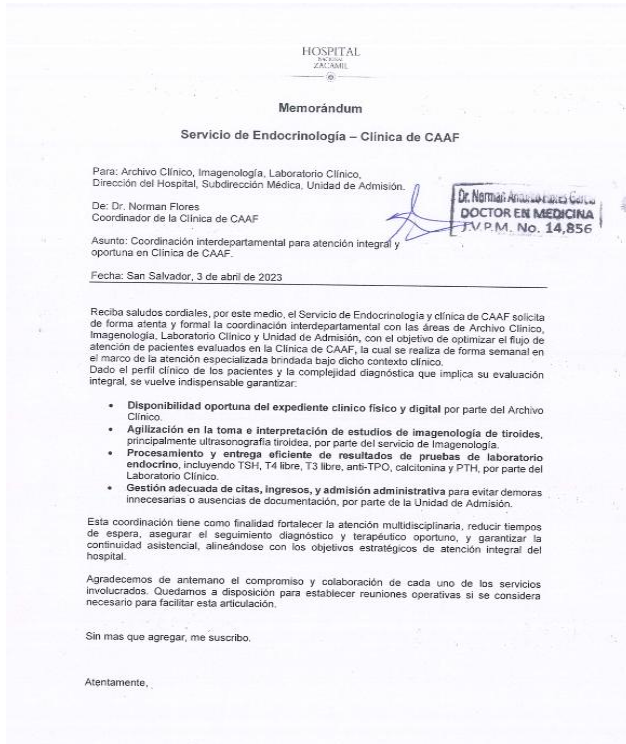 HOSPITAL
NACIONAL
ZACAMIL
Memorándum
Servicio de Endocrinología – Clínica de CAAF
Para: Archivo Clínico, Imagenología, Laboratorio Clínico,
Dirección del Hospital, Subdirección Médica, Unidad de Admisión.
De: Dr. Norman Flores
Coordinador de la Clínica de CAAF
Dr. Norman
DOCTOR EN MEDICINA
J.V.P.M. No. 14,856
Asunto: Coordinación interdepartamental para atención integral y
oportuna en Clínica de CAAF.
Fecha: San Salvador, 3 de abril de 2023
Reciba saludos cordiales, por este medio, el Servicio de Endocrinología y clínica de CAAF solicita
de forma atenta y formal la coordinación interdepartamental con las áreas de Archivo Clínico,
Imagenología, Laboratorio Clínico y Unidad de Admisión, con el objetivo de optimizar el flujo de
atención de pacientes evaluados en la Clínica de CAAF, la cual se realiza de forma semanal en
el marco de la atención especializada brindada bajo dicho contexto clínico.
Dado el perfil clínico de los pacientes y la complejidad diagnóstica que implica su evaluación
integral, se vuelve indispensable garantizar:
• Disponibilidad oportuna del expediente clínico físico y digital por parte del Archivo
Clínico.
• Agilización en la toma e interpretación de estudios de imagenología de tiroides,
principalmente ultrasonografía tiroidea, por parte del servicio de Imagenología.
• Procesamiento y entrega eficiente de resultados de pruebas de laboratorio
endocrino, incluyendo TSH, T4 libre, T3 libre, anti-TPO, calcitonina y PTH, por parte del
Laboratorio Clínico.
• Gestión adecuada de citas, ingresos, y admisión administrativa para evitar demoras
innecesarias o ausencias de documentación, por parte de la Unidad de Admisión.
Esta coordinación tiene como finalidad fortalecer la atención multidisciplinaria, reducir tiempos
de espera, asegurar el seguimiento diagnóstico y terapéutico oportuno, y garantizar la
continuidad asistencial, alineándose con los objetivos estratégicos de atención integral del
hospital.
Agradecemos de antemano el compromiso y colaboración de cada uno de los servicios
involucrados. Quedamos a disposición para establecer reuniones operativas si se considera
necesario para facilitar esta articulación.
Sin mas que agregar, me suscribo.
Atentamente,